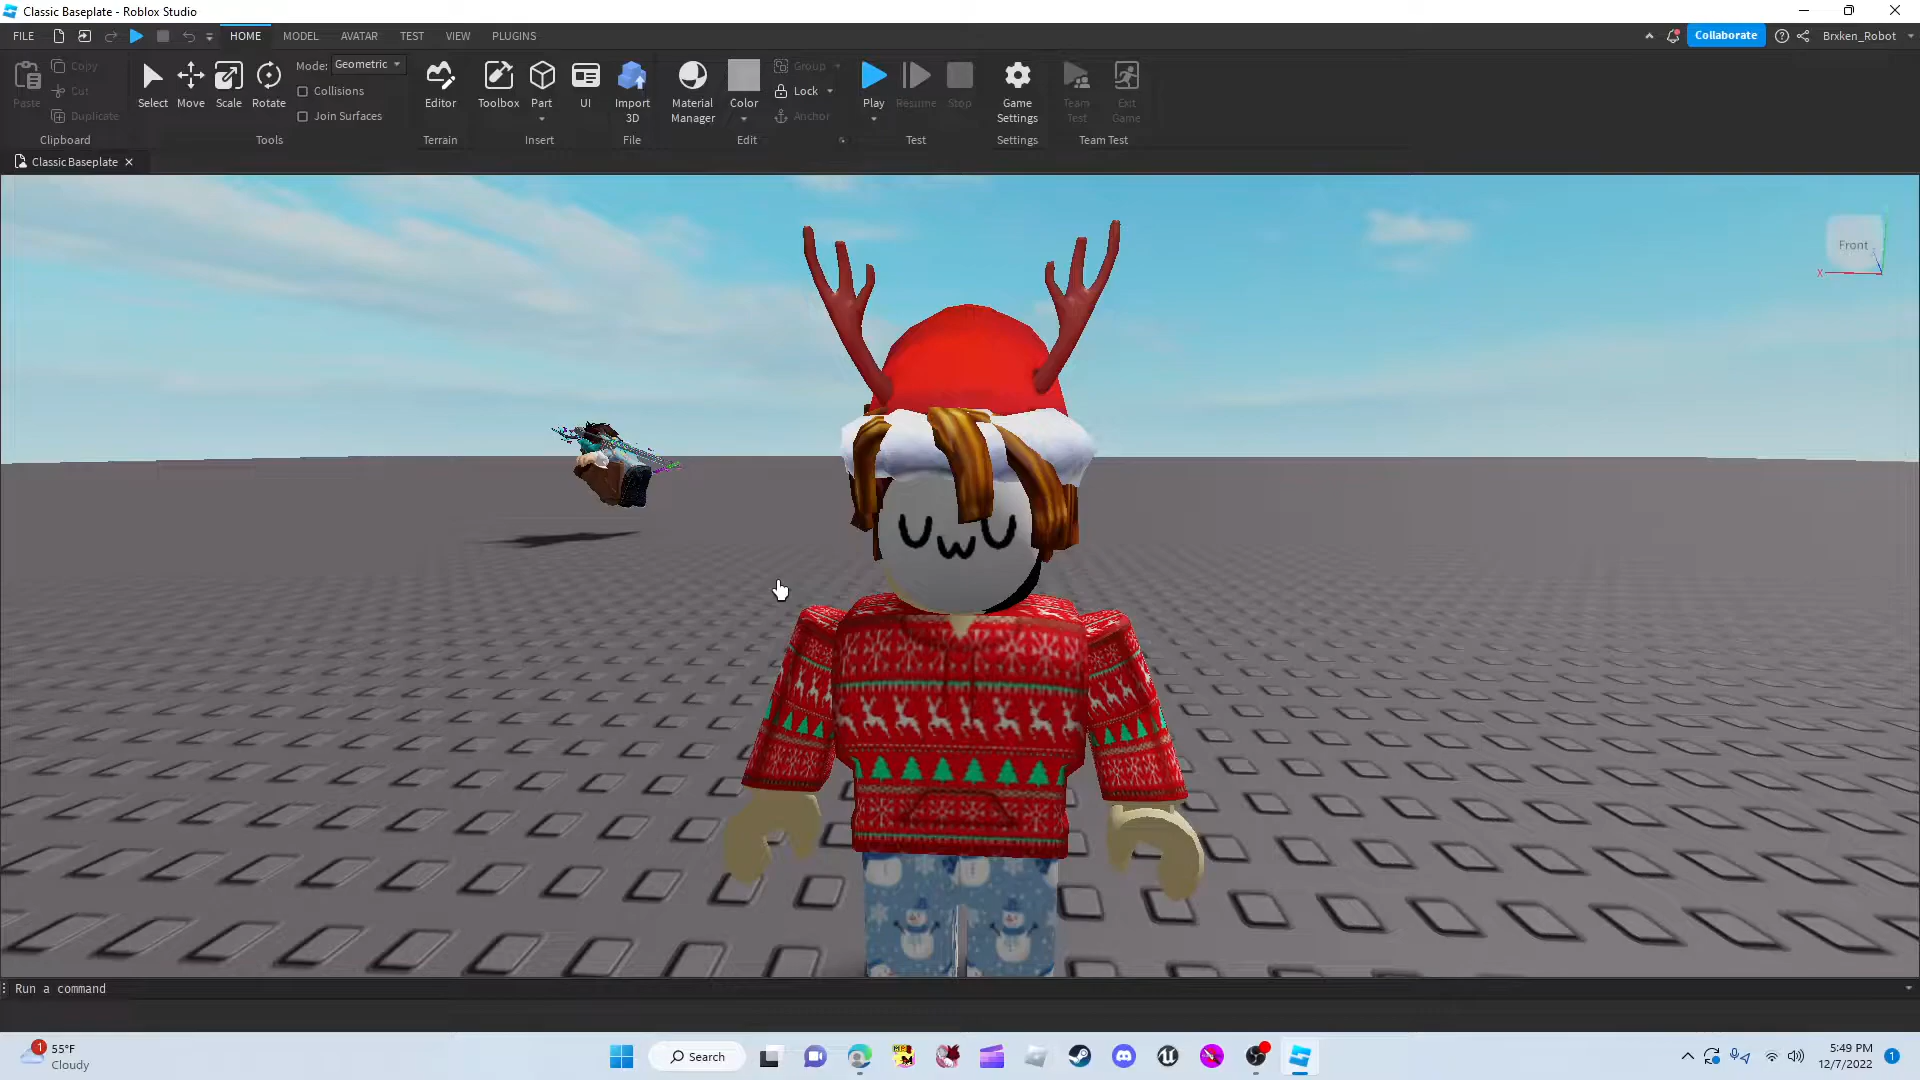 Classic Baseplate - Roblox Studio
FILE HOME MODEL AVATAR TEST VIEW PLUGINS Collaborate Brxken_Robot
Paste
Copy
Cut
Duplicate
Clipboard
Select Move Scale Rotate
Mode: Geometric
Collisions
Join Surfaces
Tools
Editor
Terrain
Toolbox Part UI
Insert
Import
3D
File
Material
Manager
Color
Group
Lock
Anchor
Edit
Play Resume Stop
Test
Game
Settings
Settings
Team
Test
Exit
Game
Team Test
Classic Baseplate
Front
X
Run a command
1
55°F
Cloudy
Search
5:49 PM
12/7/2022
1